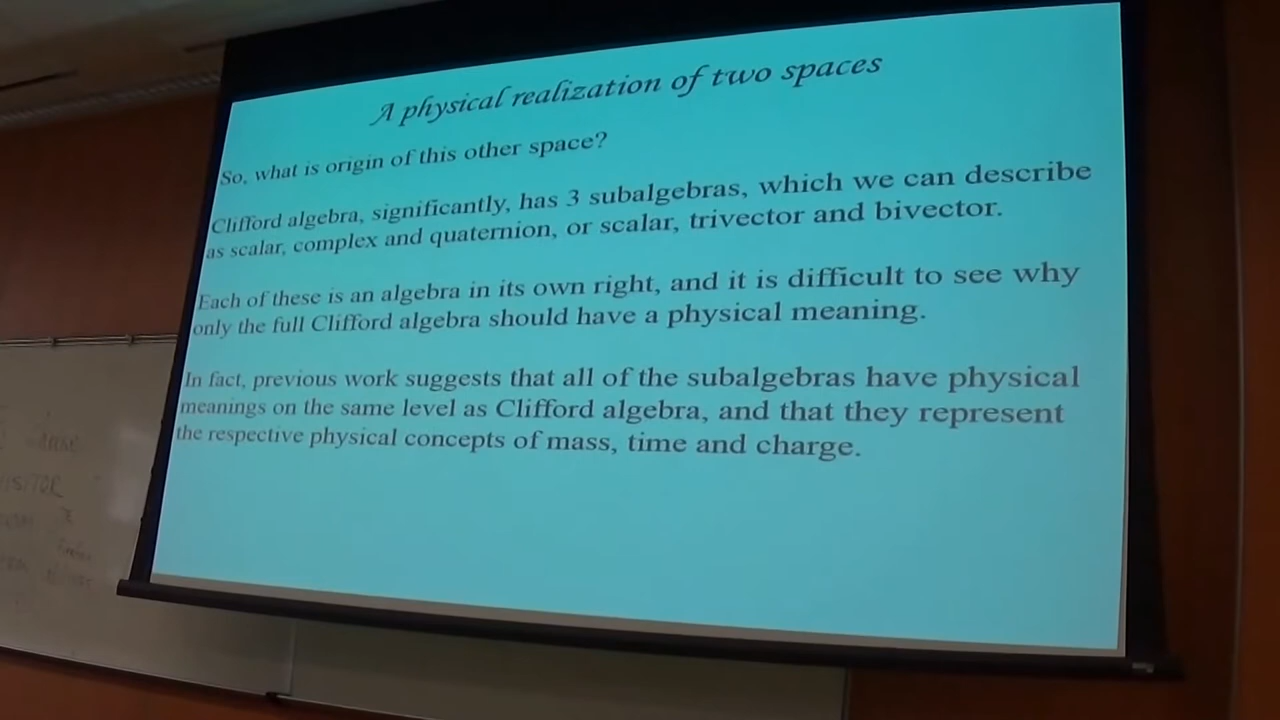 A physical realization of two spaces
So, what is origin of this other space?
Clifford algebra, significantly, has 3 subalgebras, which we can describe
as scalar, complex and quaternion, or scalar, trivector and bivector.
Each of these is an algebra in its own right, and it is difficult to see why
only the full Clifford algebra should have a physical meaning.
In fact, previous work suggests that all of the subalgebras have physical
meanings on the same level as Clifford algebra, and that they represent
the respective physical concepts of mass, time and charge.